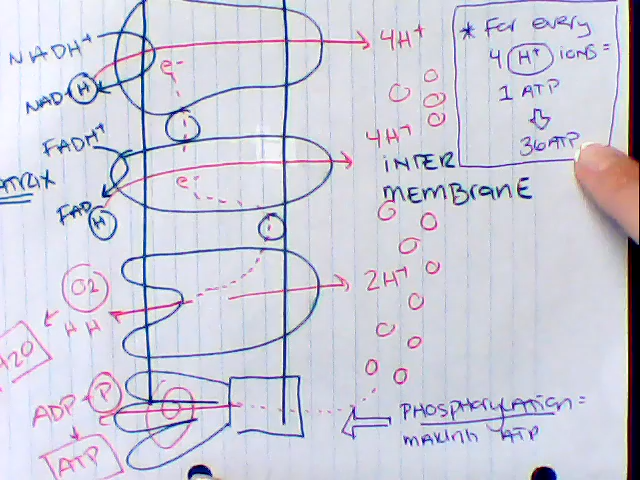 NADH+
NAD H
e-
4H+
* For every
4 H+ ions =
1 ATP
36 ATP
FADH+
4H+
INTER
MEMBRANE
ATRIX
FAD H
e-
O2
H H
2H+
H2O
ADP P
ATP
PHOSPHORYLATION =
making ATP